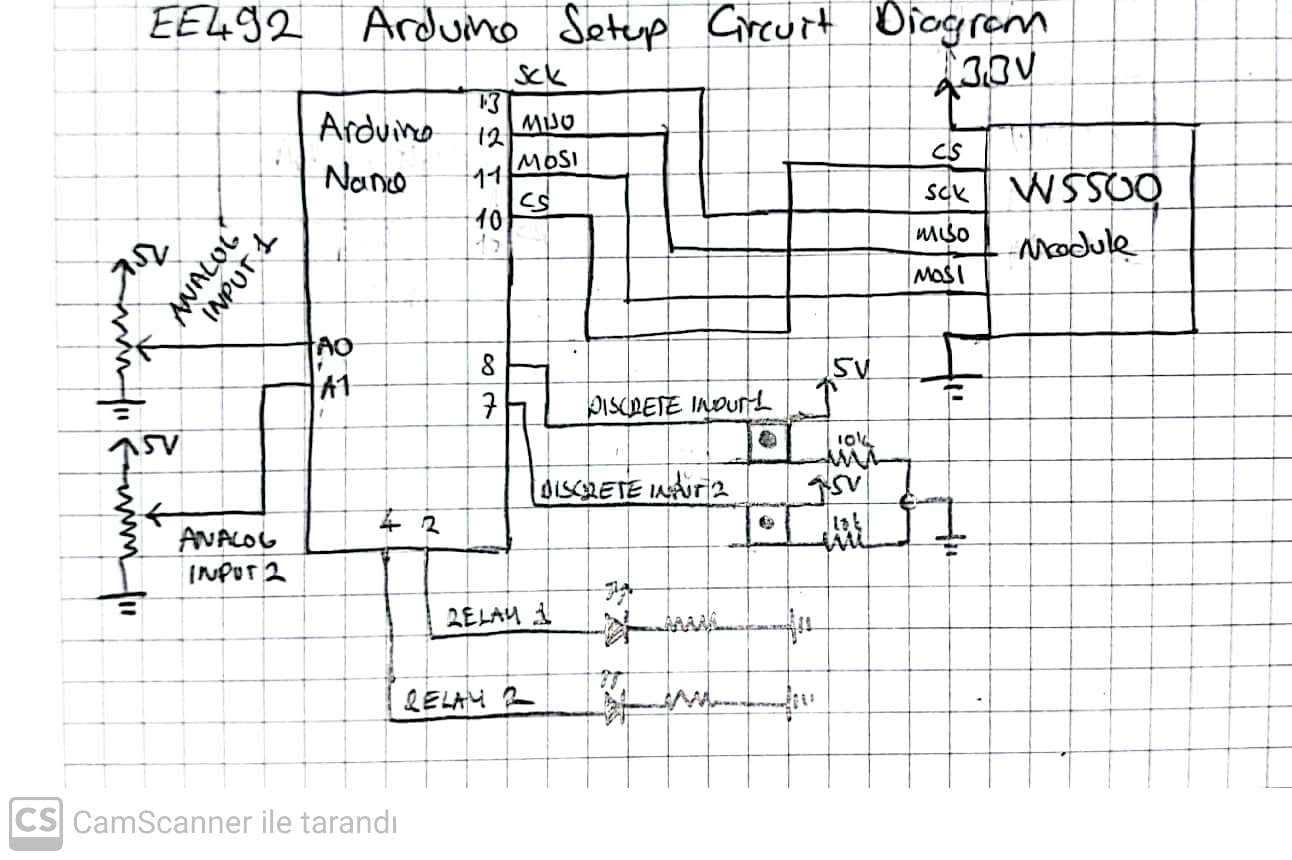 EE492 Arduino Setup Circuit Diagram
SCK
3.3V
Arduino
Nano
13
12
11
10
MISO
MOSI
CS
CS
SCK
MISO
MOSI
W5500
Module
5V
ANALOG
INPUT 1
A0
A1
8
7
5V
DISCRETE INPUT 1
10k
5V
DISCRETE INPUT 2
5V
10k
4 2
ANALOG
INPUT 2
RELAY 1
RELAY 2
CS CamScanner ile tarandı